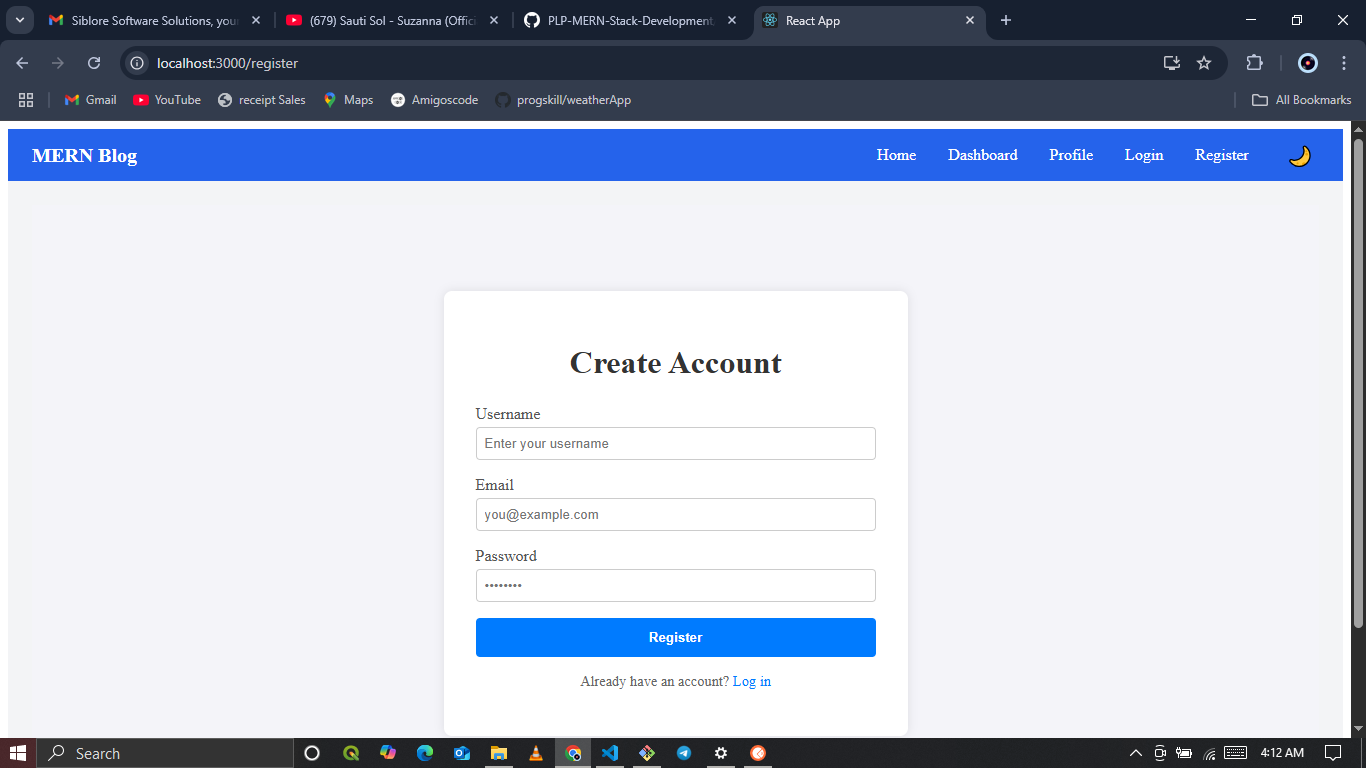 Siblore Software Solutions, your
(679) Sauti Sol - Suzanna (Offici
PLP-MERN-Stack-Development
React App
localhost:3000/register
Gmail
YouTube
receipt Sales
Maps
Amigoscode
progskill/weatherApp
All Bookmarks
MERN Blog
Home
Dashboard
Profile
Login
Register
Create Account
Username
Enter your username
Email
you@example.com
Password
••••••••
Register
Already have an account? Log in
Search
4:12 AM